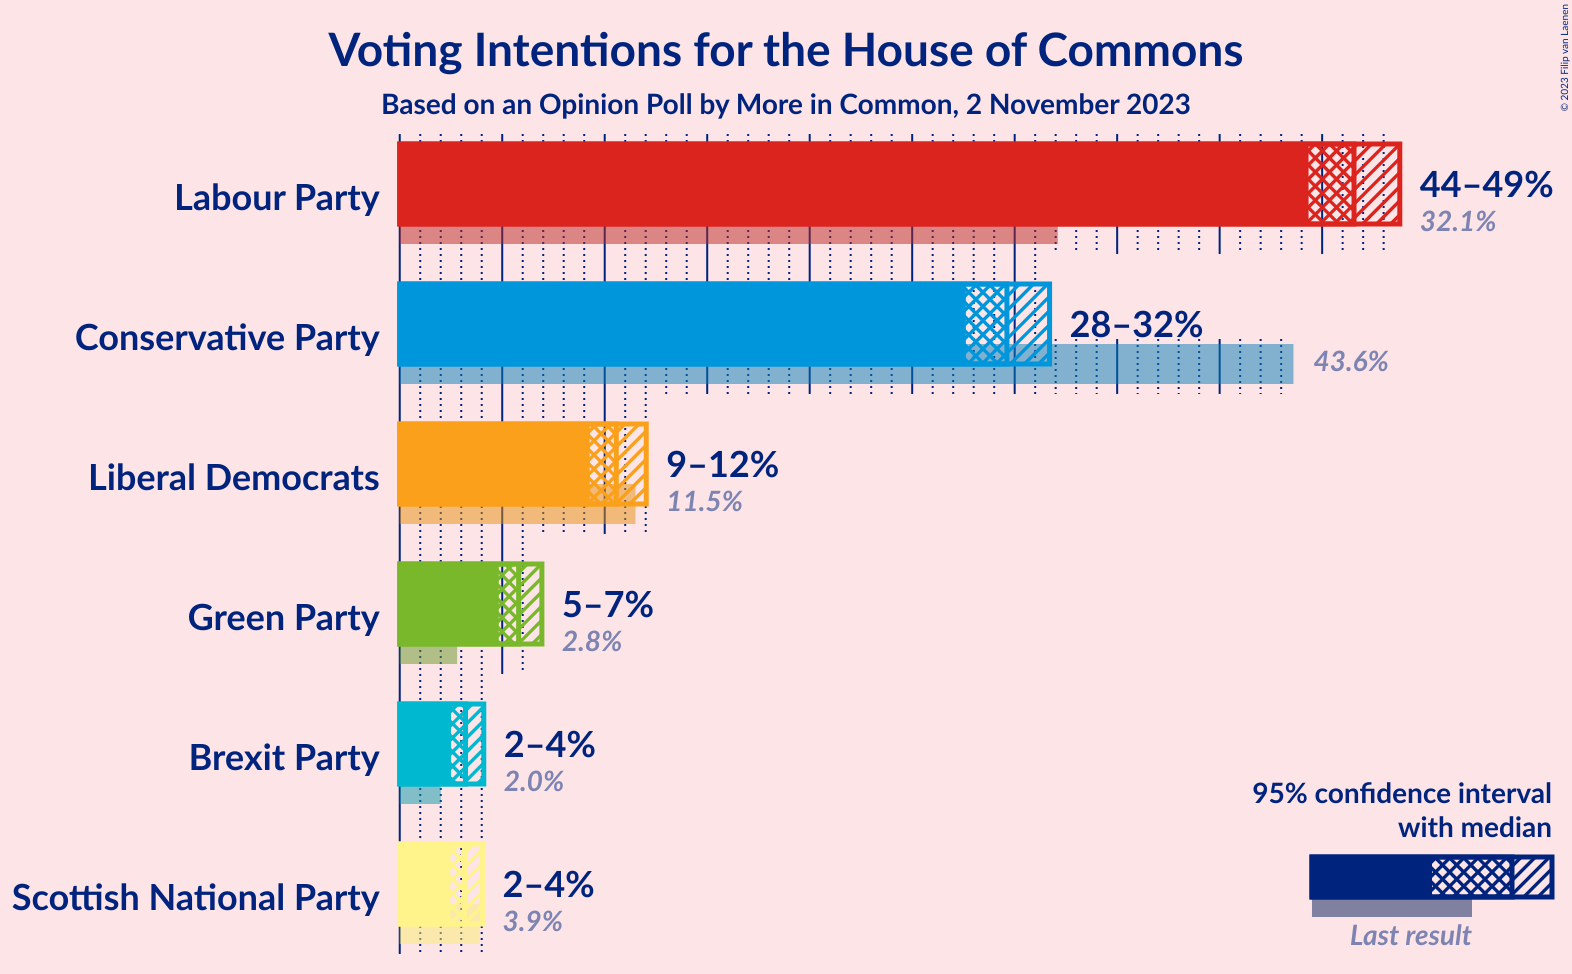 Voting Intentions for the House of Commons
Based on an Opinion Poll by More in Common, 2 November 2023
© 2023 Filip van Laenen
Labour Party
44–49%
32.1%
Conservative Party
28–32%
43.6%
Liberal Democrats
9–12%
11.5%
Green Party
5–7%
2.8%
Brexit Party
2–4%
2.0%
Scottish National Party
2–4%
3.9%
95% confidence interval
with median
Last result